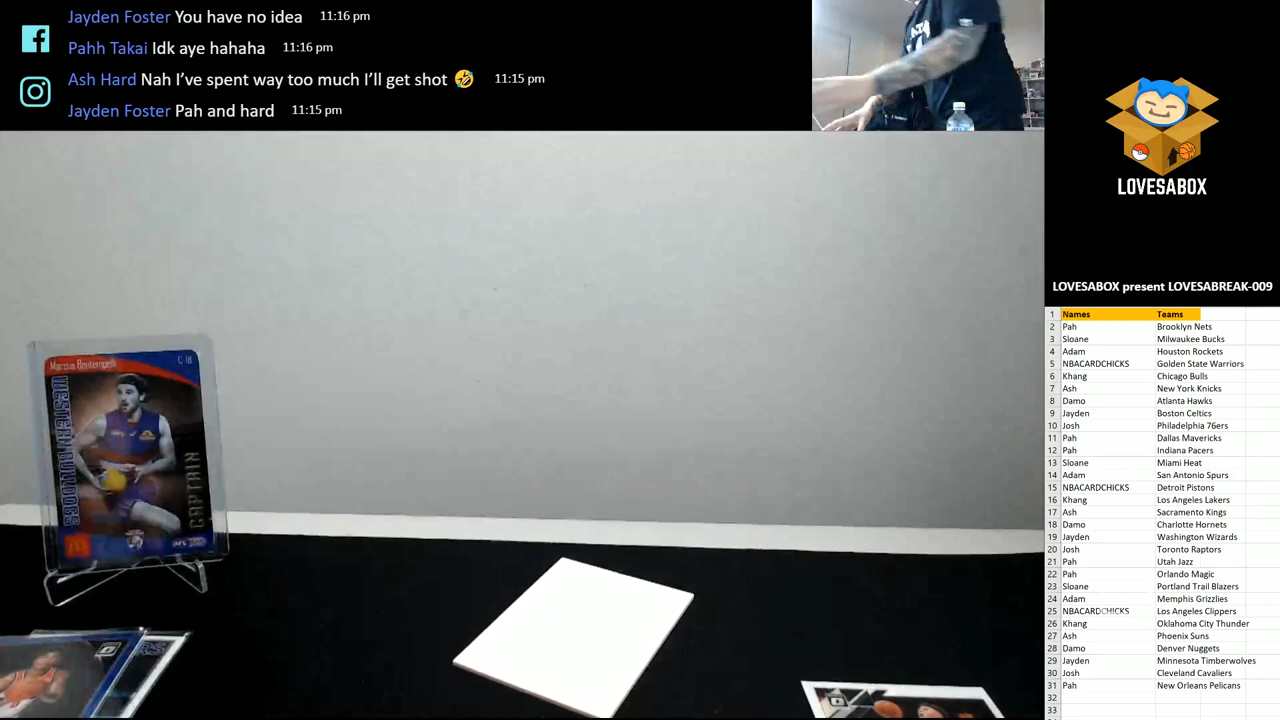 Jayden Foster You have no idea 11:16 pm
Pahh Takai Idk aye hahaha 11:16 pm
Ash Hard Nah I've spent way too much I'll get shot 🤣 11:15 pm
Jayden Foster Pah and hard 11:15 pm
LOVESABOX
LOVESABOX present LOVESABREAK-009
1 Names Teams
2 Pah Brooklyn Nets
3 Sloane Milwaukee Bucks
4 Adam Houston Rockets
5 NBACARDCHICKS Golden State Warriors
6 Khang Chicago Bulls
7 Ash New York Knicks
8 Damo Atlanta Hawks
9 Jayden Boston Celtics
10 Josh Philadelphia 76ers
11 Pah Dallas Mavericks
12 Pah Indiana Pacers
13 Sloane Miami Heat
14 Adam San Antonio Spurs
15 NBACARDCHICKS Detroit Pistons
16 Khang Los Angeles Lakers
17 Ash Sacramento Kings
18 Damo Charlotte Hornets
19 Jayden Washington Wizards
20 Josh Toronto Raptors
21 Pah Utah Jazz
22 Pah Orlando Magic
23 Sloane Portland Trail Blazers
24 Adam Memphis Grizzlies
25 NBACARDCHICKS Los Angeles Clippers
26 Khang Oklahoma City Thunder
27 Ash Phoenix Suns
28 Damo Denver Nuggets
29 Jayden Minnesota Timberwolves
30 Josh Cleveland Cavaliers
31 Pah New Orleans Pelicans
32
33
Marcus Bontempelli
WESTERN BULLDOGS
CAPTAIN